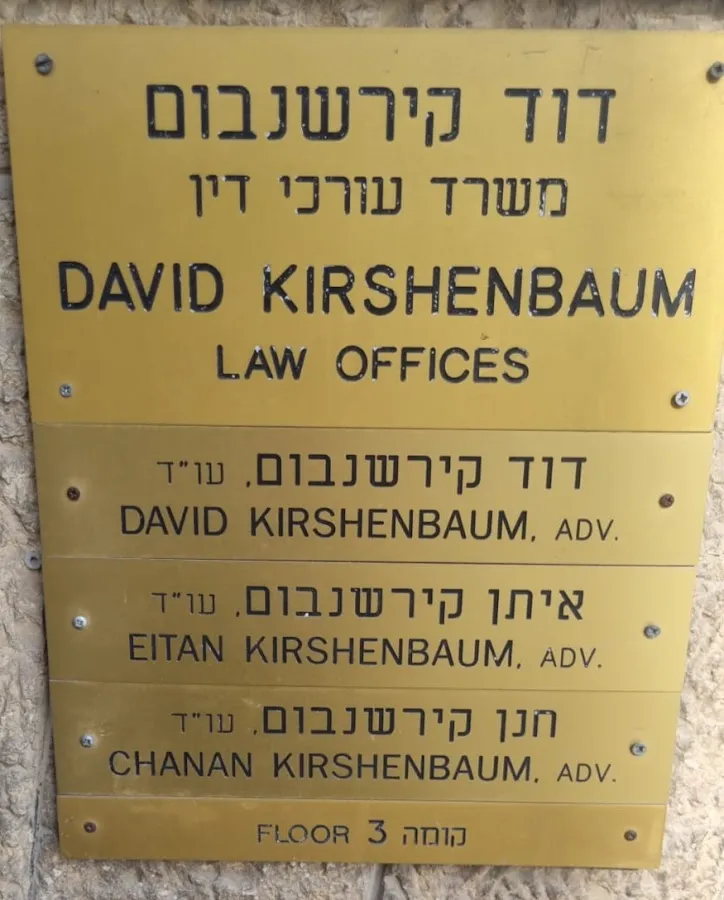 דוד קירשנבום
משרד עורכי דין
DAVID KIRSHENBAUM
LAW OFFICES
דוד קירשנבום, עו"ד
DAVID KIRSHENBAUM, ADV.
איתן קירשנבום, עו"ד
EITAN KIRSHENBAUM, ADV.
חנן קירשנבום, עו"ד
CHANAN KIRSHENBAUM, ADV.
FLOOR 3 קומה